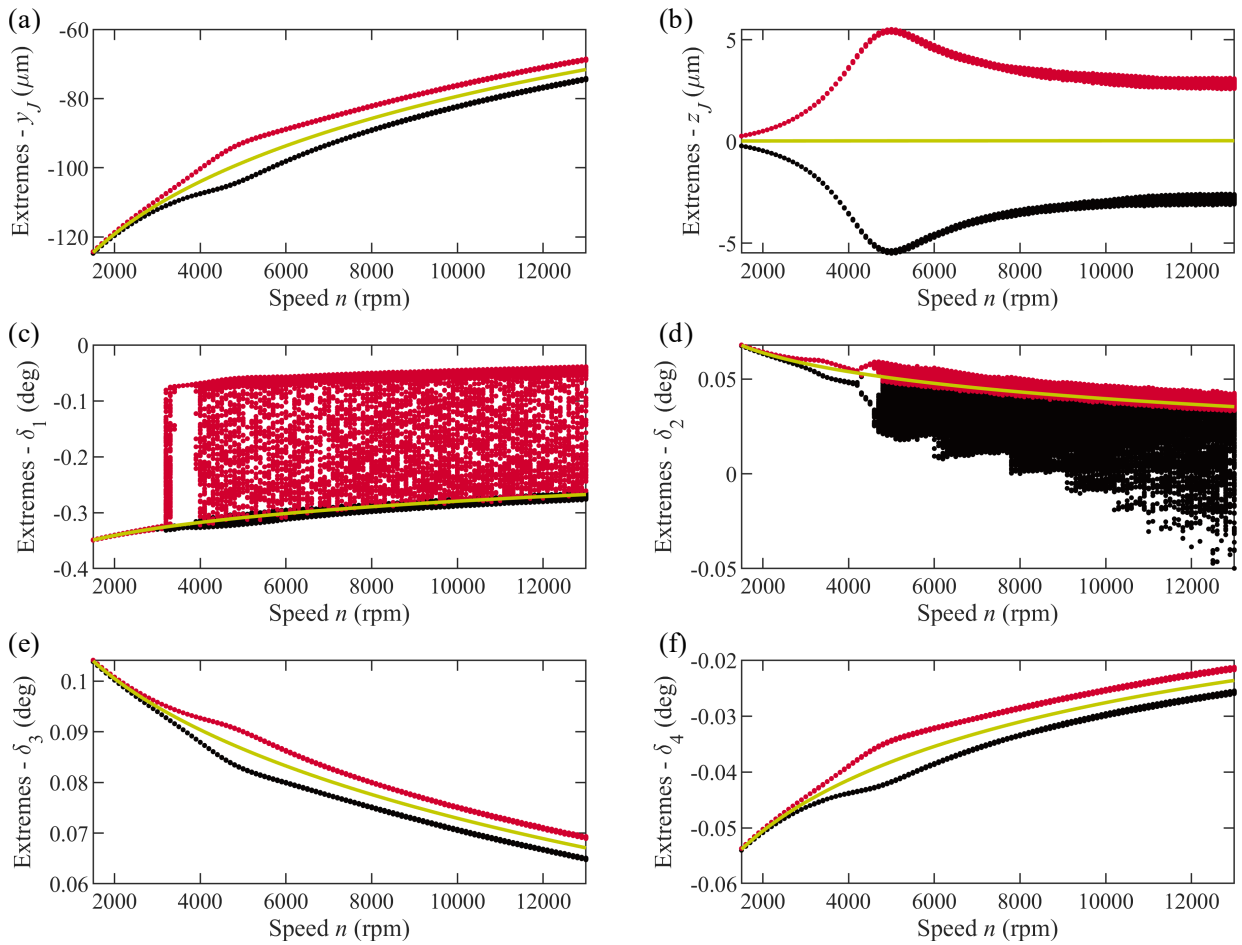 (a)
-60
-80
-100
-120
Extremes - y_J (μm)
2000 4000 6000 8000 10000 12000
Speed n (rpm)
(b)
5
0
-5
Extremes - z_J (μm)
2000 4000 6000 8000 10000 12000
Speed n (rpm)
(c)
0
-0.1
-0.2
-0.3
-0.4
Extremes - δ_1 (deg)
2000 4000 6000 8000 10000 12000
Speed n (rpm)
(d)
0.05
0
-0.05
Extremes - δ_2 (deg)
2000 4000 6000 8000 10000 12000
Speed n (rpm)
(e)
0.1
0.09
0.08
0.07
0.06
Extremes - δ_3 (deg)
2000 4000 6000 8000 10000 12000
Speed n (rpm)
(f)
-0.02
-0.03
-0.04
-0.05
-0.06
Extremes - δ_4 (deg)
2000 4000 6000 8000 10000 12000
Speed n (rpm)